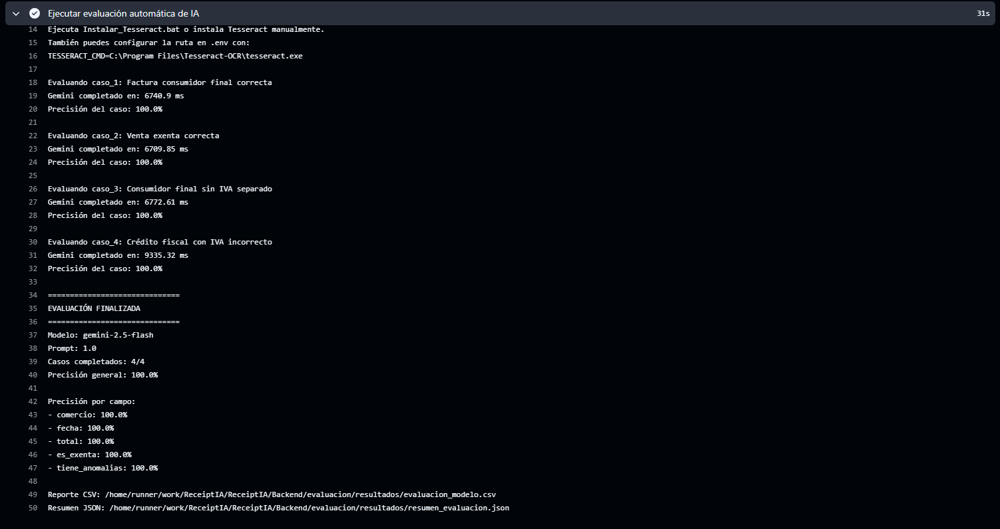 Ejecutar evaluación automática de IA 31s
14 Ejecuta Instalar_Tesseract.bat o instala Tesseract manualmente.
15 También puedes configurar la ruta en .env con:
16 TESSERACT_CMD=C:\Program Files\Tesseract-OCR\tesseract.exe
17
18 Evaluando caso_1: Factura consumidor final correcta
19 Gemini completado en: 6740.9 ms
20 Precisión del caso: 100.0%
21
22 Evaluando caso_2: Venta exenta correcta
23 Gemini completado en: 6709.85 ms
24 Precisión del caso: 100.0%
25
26 Evaluando caso_3: Consumidor final sin IVA separado
27 Gemini completado en: 6772.61 ms
28 Precisión del caso: 100.0%
29
30 Evaluando caso_4: Crédito fiscal con IVA incorrecto
31 Gemini completado en: 9335.32 ms
32 Precisión del caso: 100.0%
33
34 ==============================
35 EVALUACIÓN FINALIZADA
36 ==============================
37 Modelo: gemini-2.5-flash
38 Prompt: 1.0
39 Casos completados: 4/4
40 Precisión general: 100.0%
41
42 Precisión por campo:
43 - comercio: 100.0%
44 - fecha: 100.0%
45 - total: 100.0%
46 - es_exenta: 100.0%
47 - tiene_anomalias: 100.0%
48
49 Reporte CSV: /home/runner/work/ReceiptIA/ReceiptIA/Backend/evaluacion/resultados/evaluacion_modelo.csv
50 Resumen JSON: /home/runner/work/ReceiptIA/ReceiptIA/Backend/evaluacion/resultados/resumen_evaluacion.json